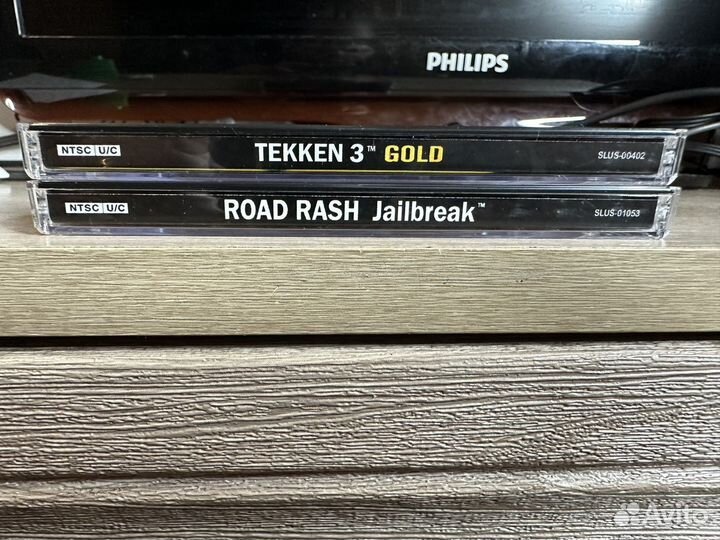 PHILIPS
NTSC U/C TEKKEN 3™ GOLD SLUS-00402
NTSC U/C ROAD RASH Jailbreak™ SLUS-01053
Avito